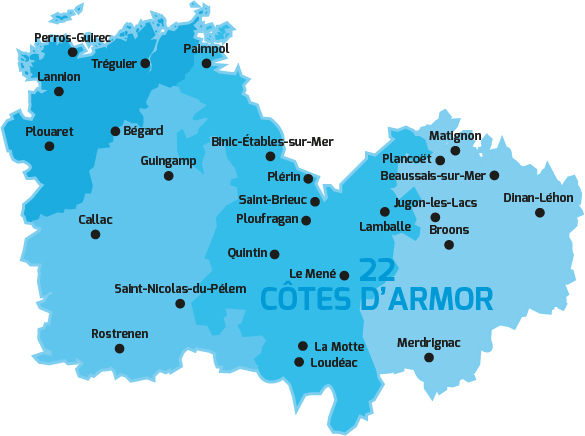 Perros-Guirec
Paimpol
Tréguier
Lannion
Plouaret
Bégard
Matignon
Binic-Étables-sur-Mer
Guingamp
Plancoët
Plérin
Beaussais-sur-Mer
Saint-Brieuc
Jugon-les-Lacs
Dinan-Léhon
Callac
Ploufragan
Lamballe
Broons
Quintin
Le Mené
22
CÔTES D'ARMOR
Saint-Nicolas-du-Pélem
Rostrenen
La Motte
Merdrignac
Loudéac